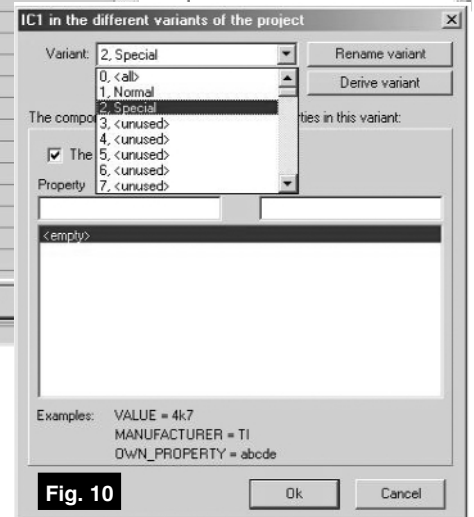 IC1 in the different variants of the project
Variant: 2, Special
Rename variant
0, <all>
1, Normal
2, Special
3, <unused>
4, <unused>
5, <unused>
6, <unused>
7, <unused>
Derive variant
The compo ties in this variant:
The
Property
<empty>
Examples: VALUE = 4k7
MANUFACTURER = TI
OWN_PROPERTY = abcde
Fig. 10
Ok
Cancel